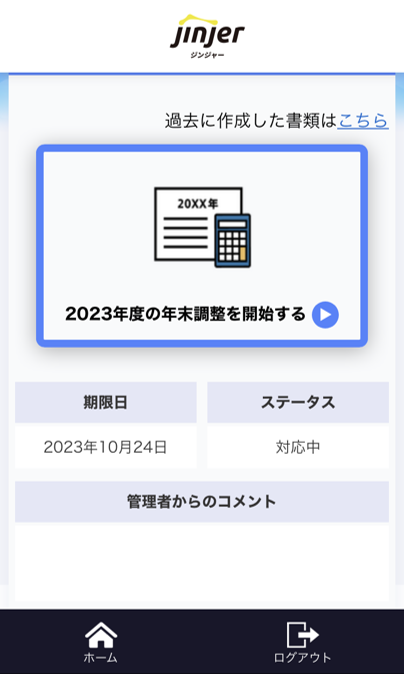 jinjer
ジンジャー
過去に作成した書類はこちら
20XX年
2023年度の年末調整を開始する
期限日
ステータス
2023年10月24日
対応中
管理者からのコメント
ホーム
ログアウト